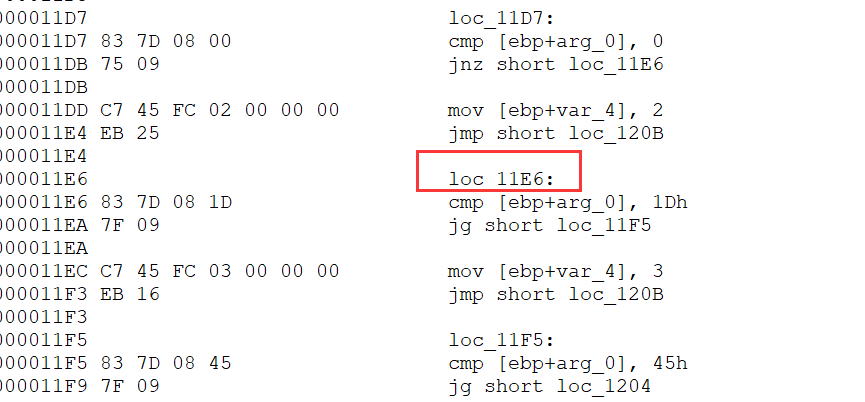 000011D7 loc_11D7:
000011D7 83 7D 08 00 cmp [ebp+arg_0], 0
000011DB 75 09 jnz short loc_11E6
000011DB
000011DD C7 45 FC 02 00 00 00 mov [ebp+var_4], 2
000011E4 EB 25 jmp short loc_120B
000011E4
000011E6 loc_11E6:
000011E6 83 7D 08 1D cmp [ebp+arg_0], 1Dh
000011EA 7F 09 jg short loc_11F5
000011EA
000011EC C7 45 FC 03 00 00 00 mov [ebp+var_4], 3
000011F3 EB 16 jmp short loc_120B
000011F3
000011F5 loc_11F5:
000011F5 83 7D 08 45 cmp [ebp+arg_0], 45h
000011F9 7F 09 jg short loc_1204